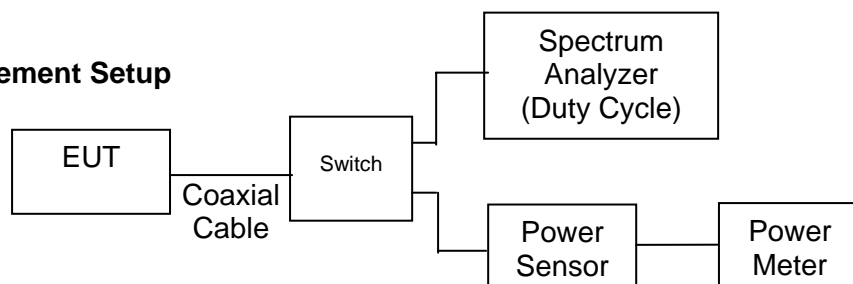 ement Setup
EUT
Coaxial
Cable
Switch
Spectrum
Analyzer
(Duty Cycle)
Power
Sensor
Power
Meter